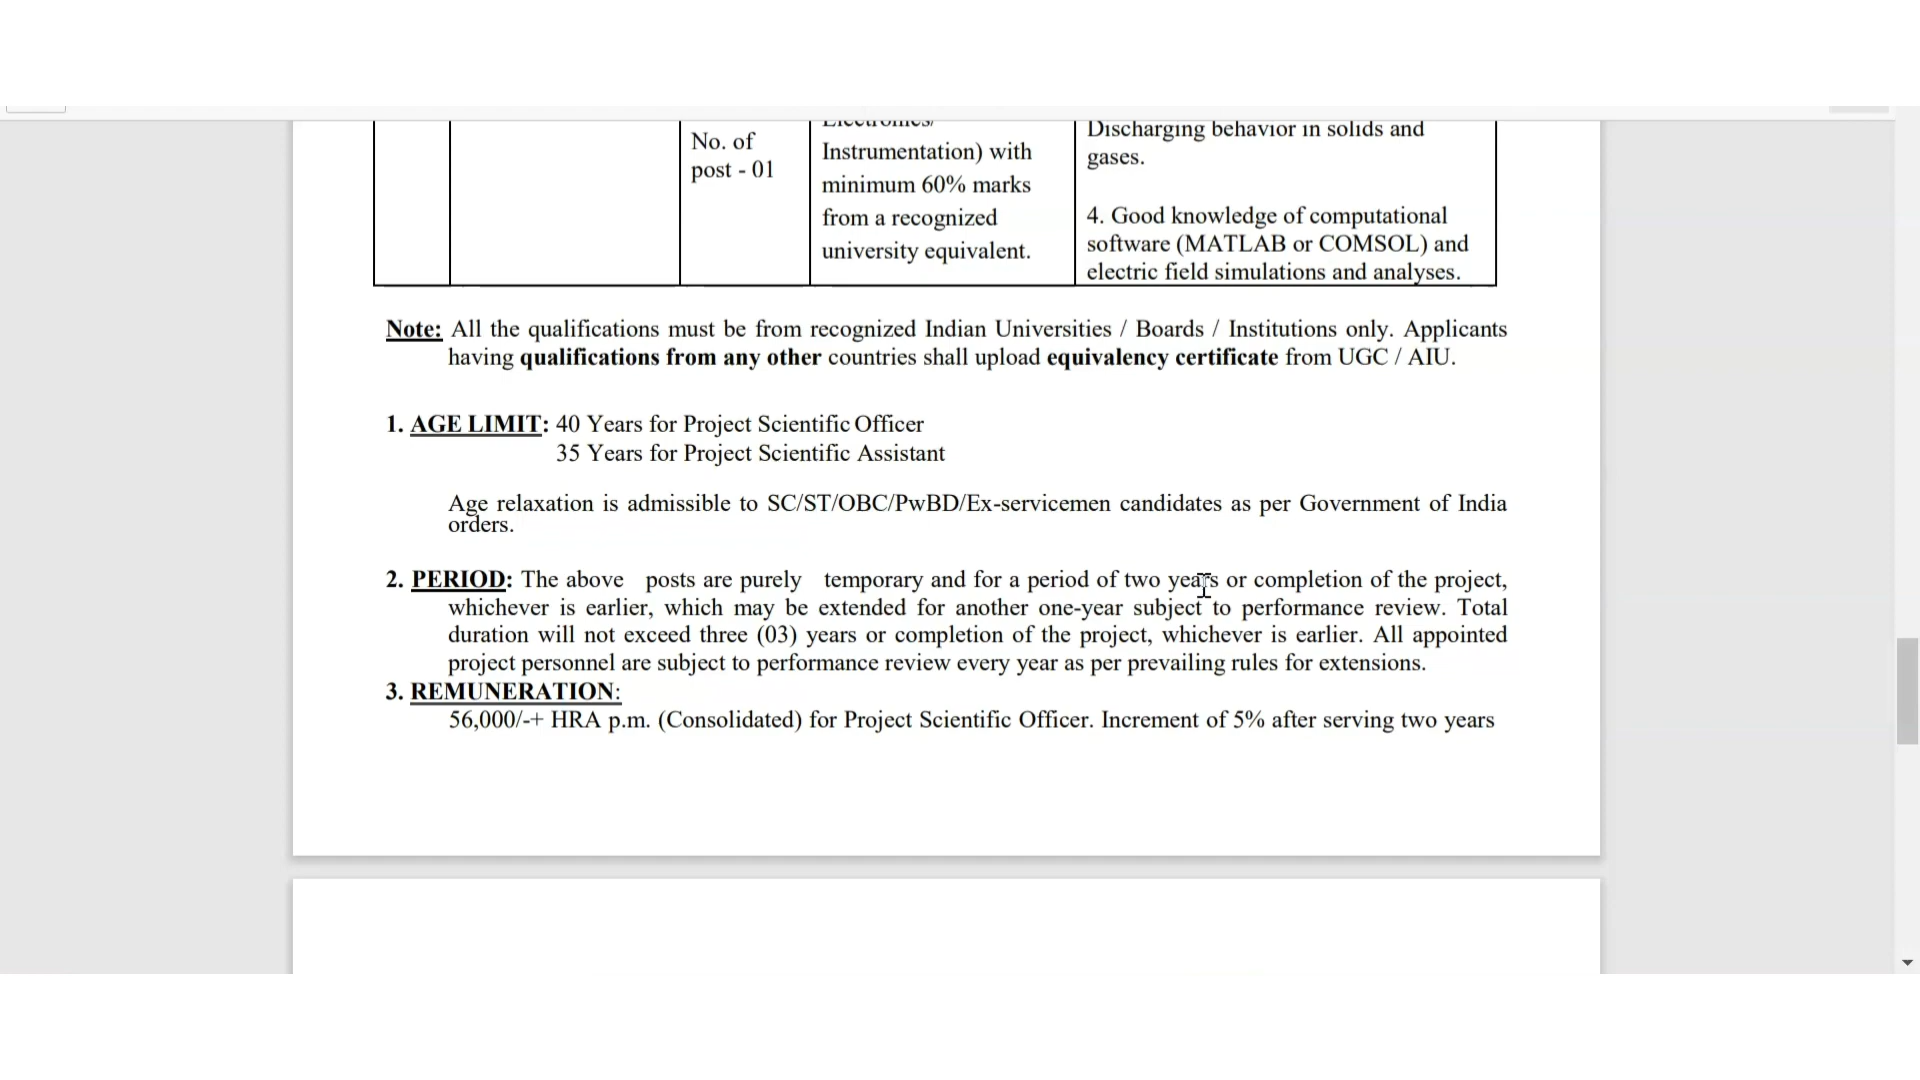 No. of
post - 01
Instrumentation) with
minimum 60% marks
from a recognized
university equivalent.
Discharging behavior in solids and
gases.
4. Good knowledge of computational
software (MATLAB or COMSOL) and
electric field simulations and analyses.
Note: All the qualifications must be from recognized Indian Universities / Boards / Institutions only. Applicants
having qualifications from any other countries shall upload equivalency certificate from UGC / AIU.
1. AGE LIMIT: 40 Years for Project Scientific Officer
35 Years for Project Scientific Assistant
Age relaxation is admissible to SC/ST/OBC/PwBD/Ex-servicemen candidates as per Government of India
orders.
2. PERIOD: The above posts are purely temporary and for a period of two years or completion of the project,
whichever is earlier, which may be extended for another one-year subject to performance review. Total
duration will not exceed three (03) years or completion of the project, whichever is earlier. All appointed
project personnel are subject to performance review every year as per prevailing rules for extensions.
3. REMUNERATION:
56,000/-+ HRA p.m. (Consolidated) for Project Scientific Officer. Increment of 5% after serving two years